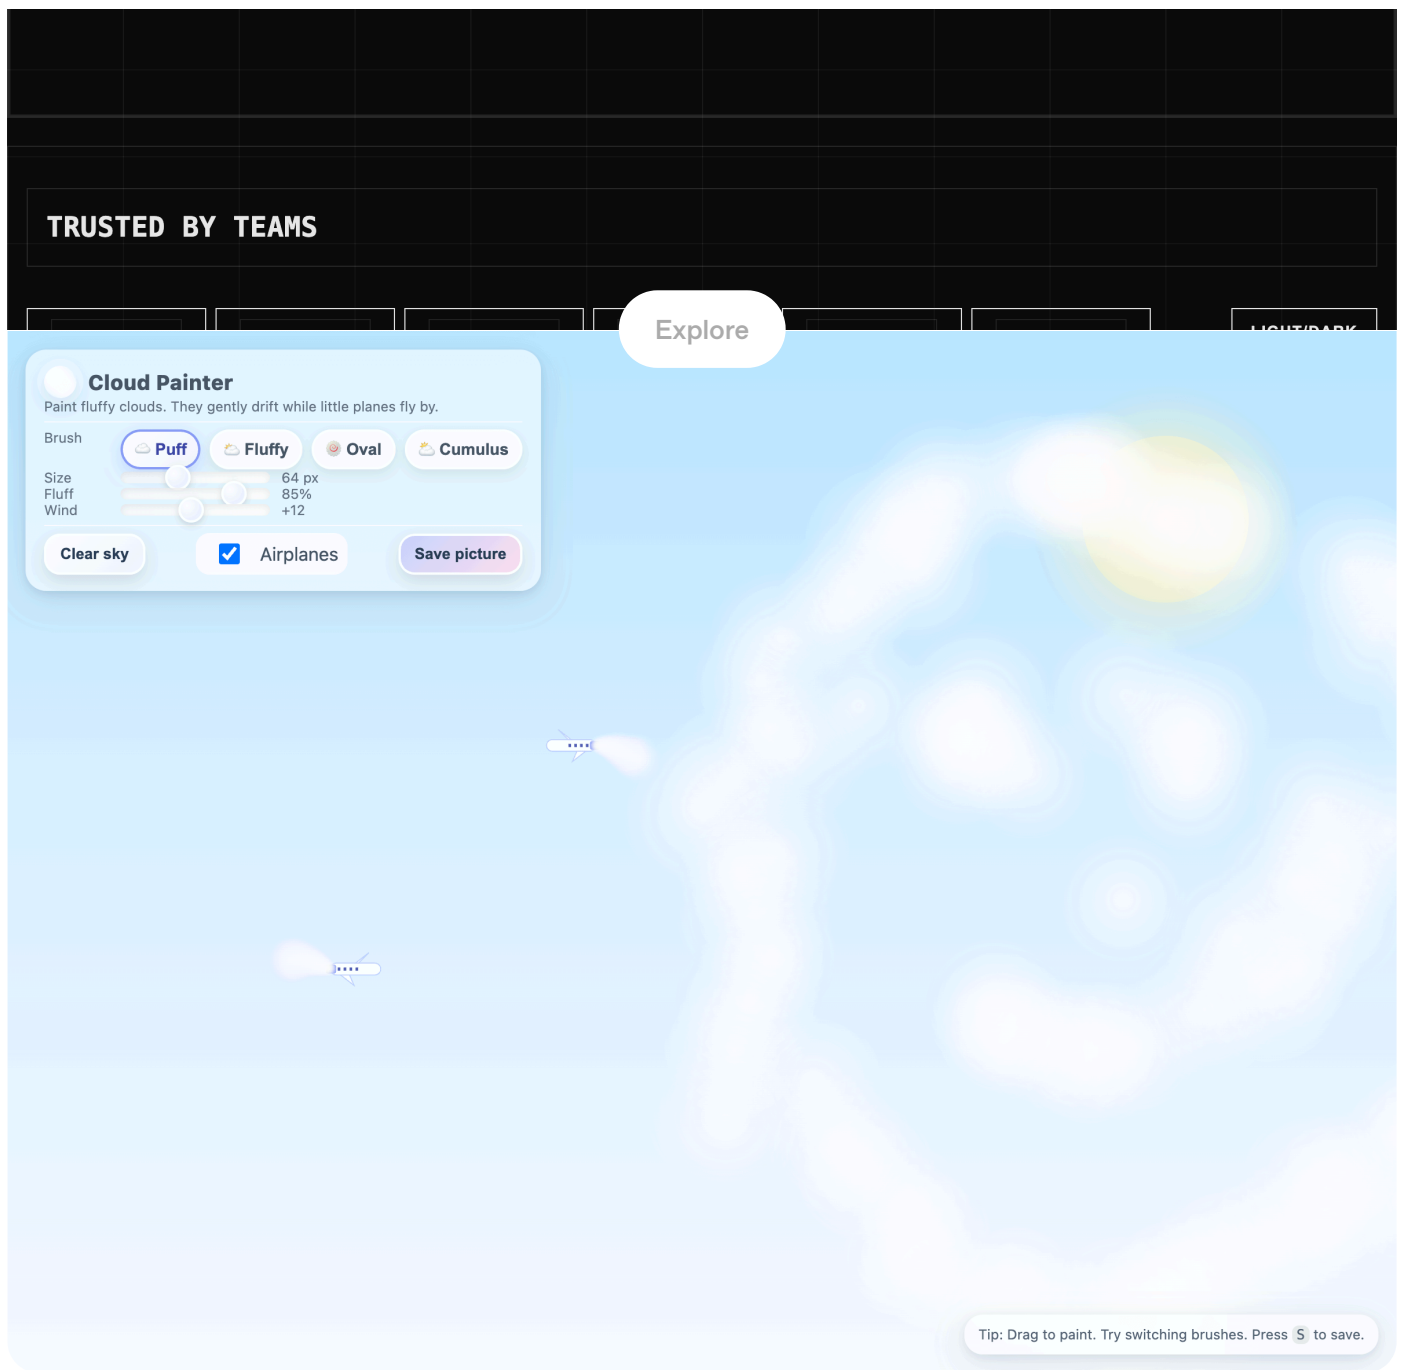 TRUSTED BY TEAMS
LIGHT/DARK
Explore
Cloud Painter
Paint fluffy clouds. They gently drift while little planes fly by.
Brush
Puff
Fluffy
Oval
Cumulus
Size
64 px
Fluff
85%
Wind
+12
Clear sky
Airplanes
Save picture
Tip: Drag to paint. Try switching brushes. Press S to save.